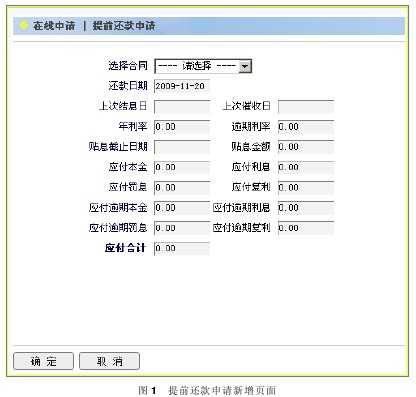 在线申请 | 提前还款申请
选择合同 ---- 请选择 ----
还款日期 2009-11-20
上次结息日 上次催收日
年利率 0.00 逾期利率 0.00
贴息截止日期 贴息金额 0.00
应付本金 0.00 应付利息 0.00
应付罚息 0.00 应付复利 0.00
应付逾期本金 0.00 应付逾期利息 0.00
应付逾期罚息 0.00 应付逾期复利 0.00
应付合计 0.00
确 定 取 消
图 1 提前还款申请新增页面